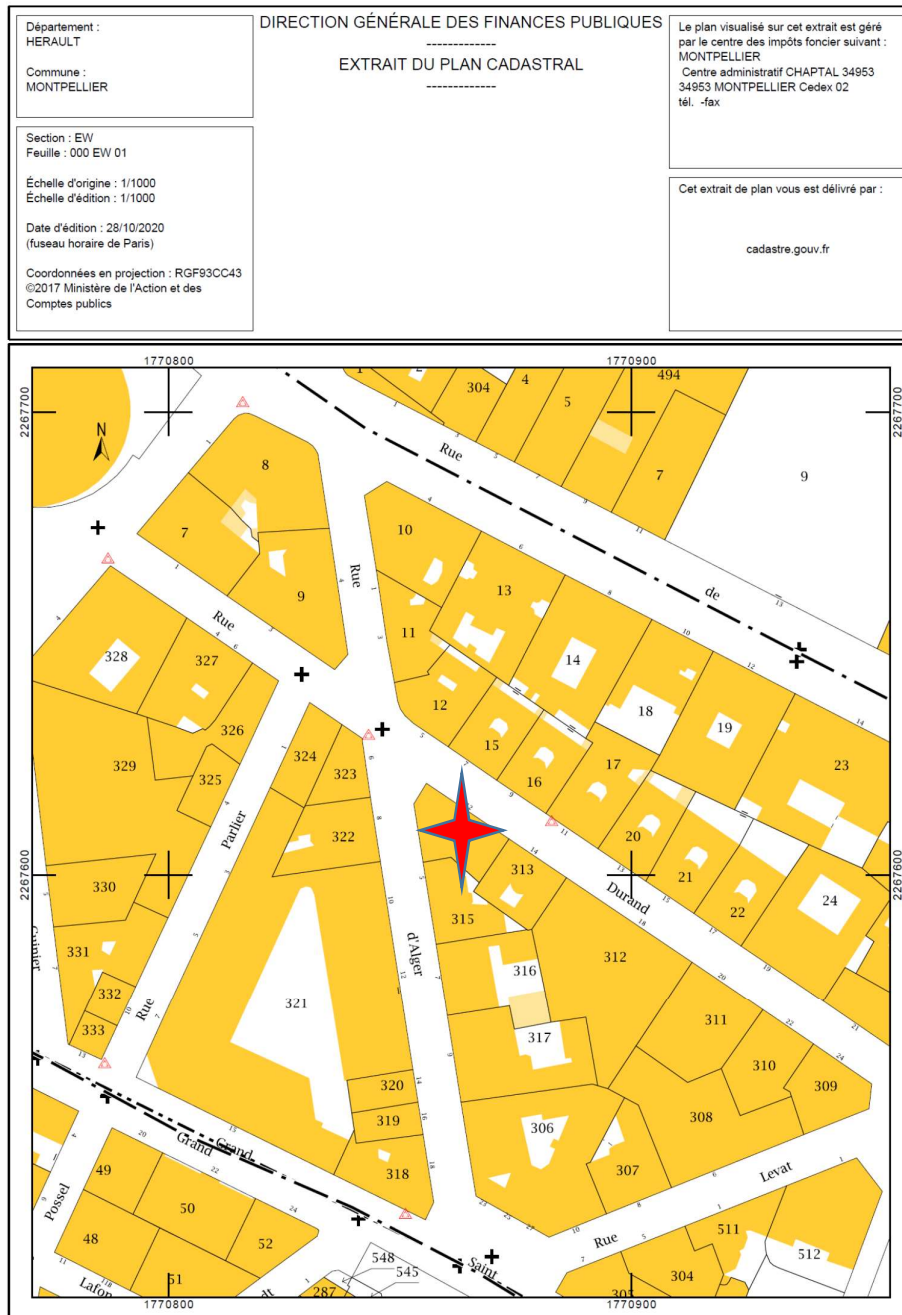 Département :
HERAULT
Commune :
MONTPELLIER
Section : EW
Feuille : 000 EW 01
Échelle d'origine : 1/1000
Échelle d'édition : 1/1000
Date d'édition : 28/10/2020
(fuseau horaire de Paris)
Coordonnées en projection : RGF93CC43
©2017 Ministère de l'Action et des
Comptes publics
DIRECTION GÉNÉRALE DES FINANCES PUBLIQUES
-------------
EXTRAIT DU PLAN CADASTRAL
-------------
Le plan visualisé sur cet extrait est géré
par le centre des impôts foncier suivant :
MONTPELLIER
Centre administratif CHAPTAL 34953
34953 MONTPELLIER Cedex 02
tél. -fax
Cet extrait de plan vous est délivré par :
cadastre.gouv.fr
1770800
1770900
2267700
2267700
N
304
4
5
494
7
9
Rue
de
8
7
9
Rue
10
13
11
14
12
18
19
23
15
16
17
20
21
22
24
Rue
328
327
326
329
325
324
323
322
Parlier
Rue
330
331
332
333
321
320
319
318
d'Alger
2267600
2267600
313
315
316
317
312
Durand
311
310
309
308
306
307
Rue
Levat
Grand
Grand
Saint
49
50
48
51
52
Possel
548
545
287
511
512
304
1770800
1770900